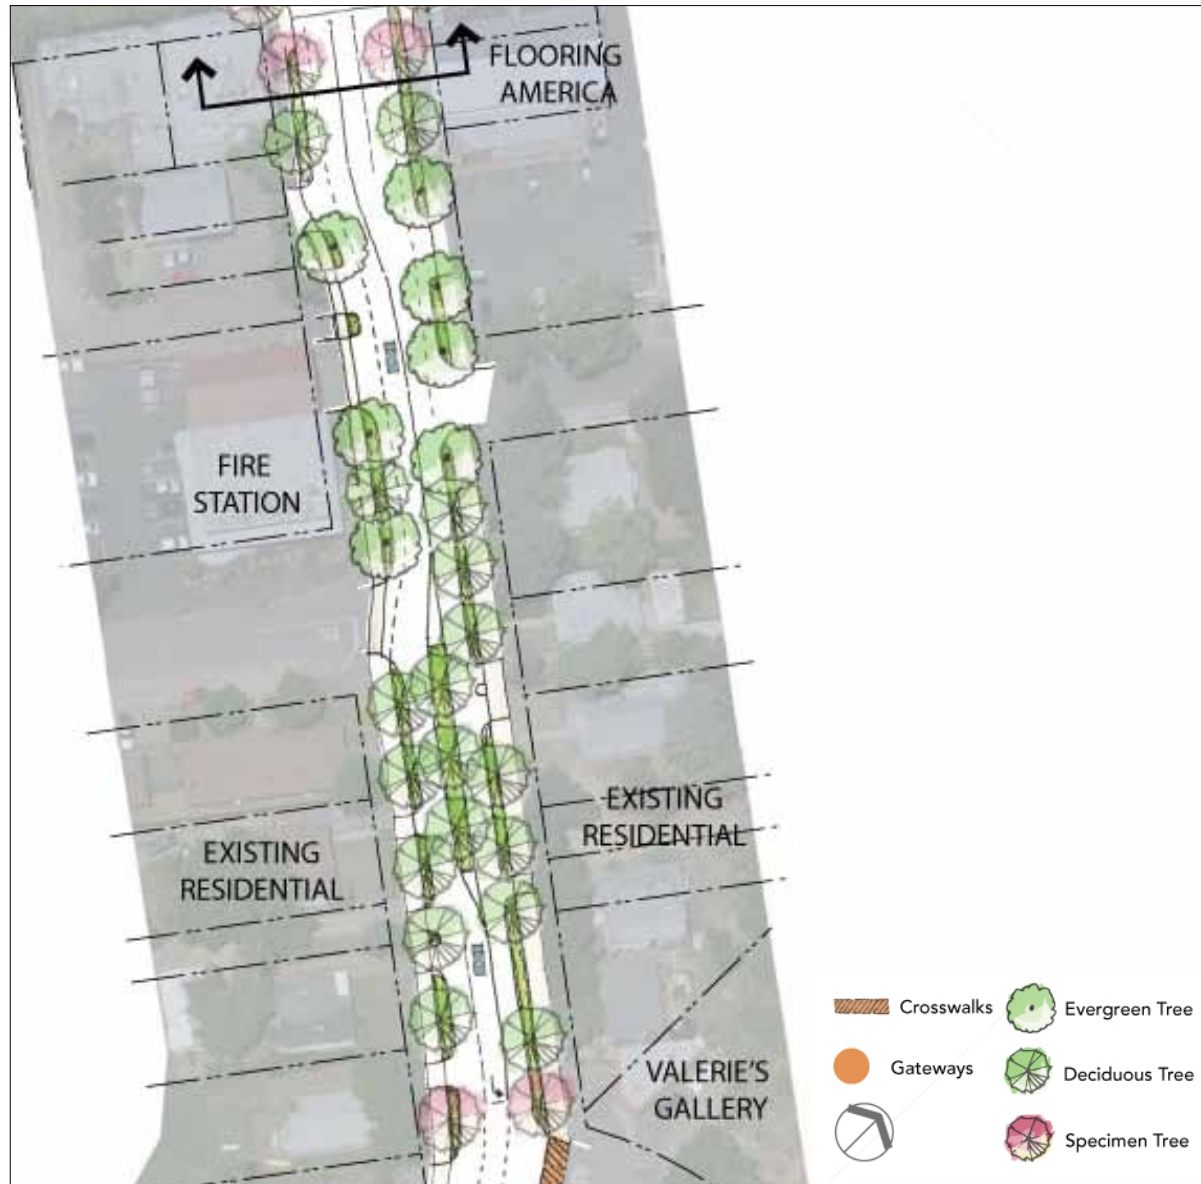 FLOORING
AMERICA
FIRE
STATION
EXISTING
RESIDENTIAL
EXISTING
RESIDENTIAL
VALERIE'S
GALLERY
Crosswalks
Evergreen Tree
Gateways
Deciduous Tree
Specimen Tree